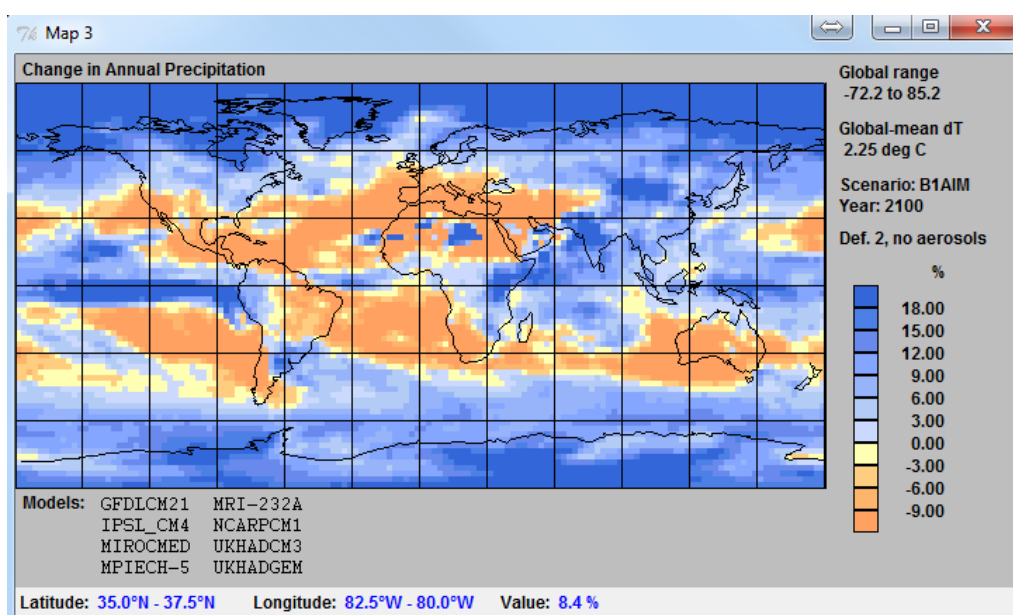 Map 3
Change in Annual Precipitation
Global range
-72.2 to 85.2
Global-mean dT
2.25 deg C
Scenario: B1AIM
Year: 2100
Def. 2, no aerosols
%
18.00
15.00
12.00
9.00
6.00
3.00
0.00
-3.00
-6.00
-9.00
Models: GFDLCM21 MRI-232A
IPSL_CM4 NCARPCM1
MIROCMED UKHADCM3
MPIECH-5 UKHADGEM
Latitude: 35.0°N - 37.5°N Longitude: 82.5°W - 80.0°W Value: 8.4 %